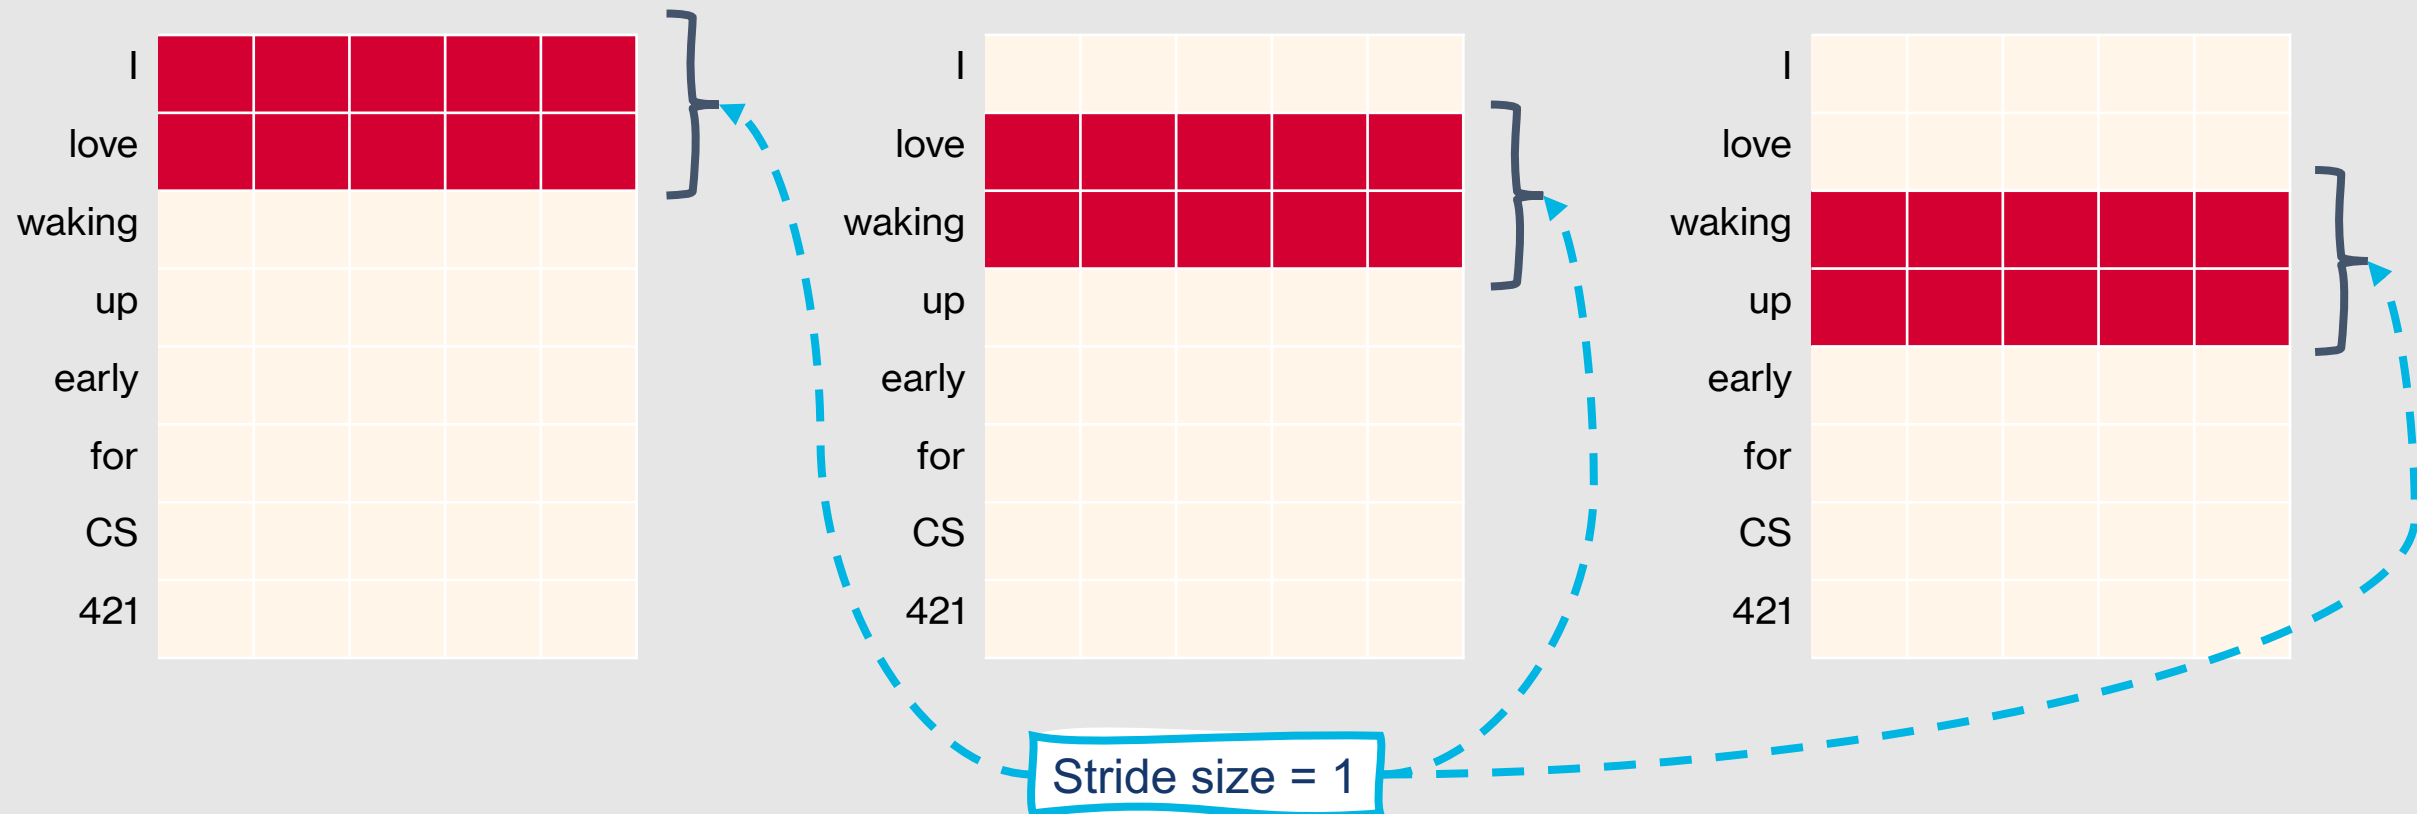 I
love
waking
up
early
for
CS
421
I
love
waking
up
early
for
CS
421
I
love
waking
up
early
for
CS
421
Stride size = 1